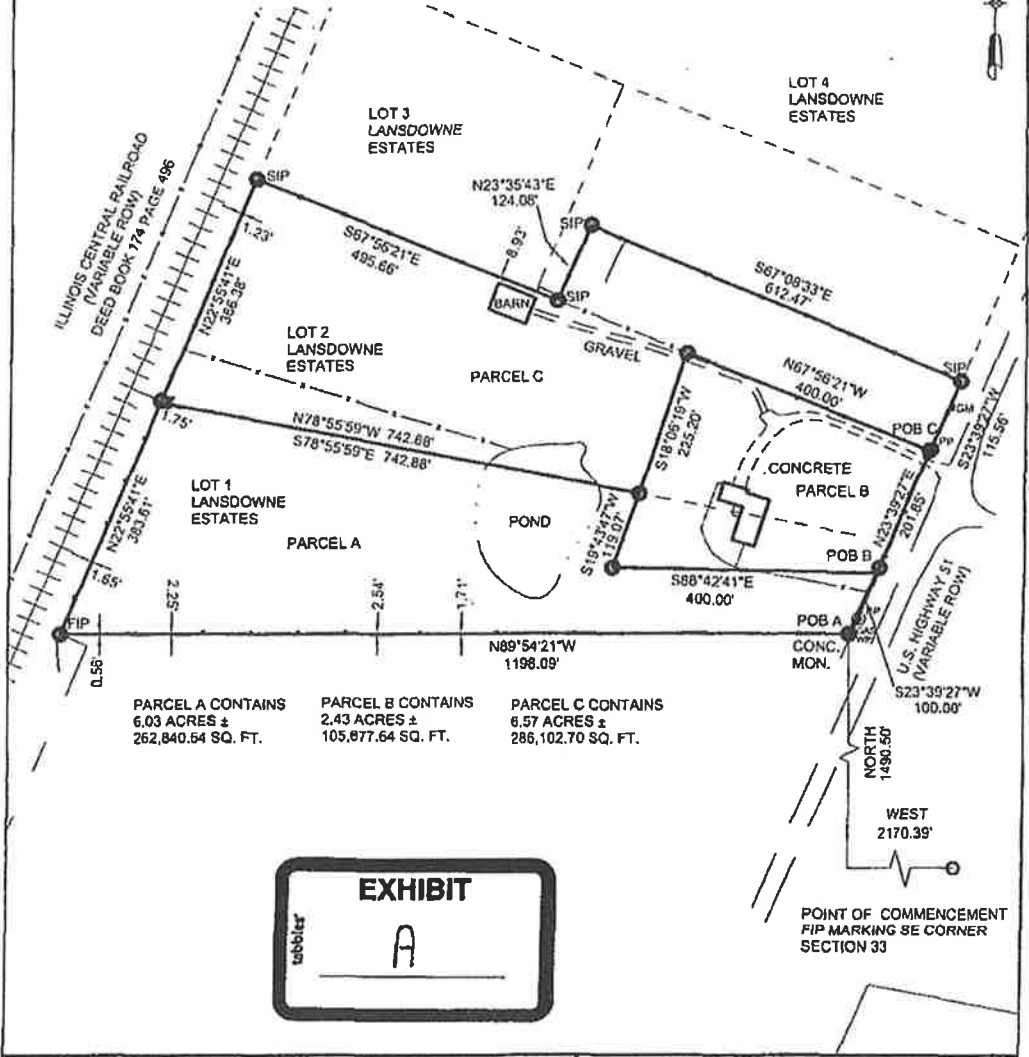 LOT 4
LANSDOWNE
ESTATES
LOT 3
LANSDOWNE
ESTATES
ILLINOIS CENTRAL RAILROAD
(VARIABLE ROW)
DEED BOOK 174 PAGE 496
SIP
N23°35'43"E
124.08'
SIP
1.23'
S67°56'21"E
495.66'
8.93'
S67°08'33"E
612.47'
BARN
SIP
N22°55'41"E
366.38'
LOT 2
LANSDOWNE
ESTATES
GRAVEL
PARCEL C
N67°56'21"W
400.00'
SIP
S23°39'27"W
115.56'
POB C
PP
1.75'
N78°55'59"W 742.88'
S78°55'59"E 742.88'
S18°06'19"W
225.20'
CONCRETE
PARCEL B
N23°39'27"E
201.65'
LOT 1
LANSDOWNE
ESTATES
N22°55'41"E
383.61'
PARCEL A
POND
S19°43'47"W
119.07'
POB B
S88°42'41"E
400.00'
1.65'
U.S. HIGHWAY 51
(VARIABLE ROW)
FIP
0.56'
2.25'
2.54'
1.71'
POB A
CONC.
MON.
N89°54'21"W
1198.09'
S23°39'27"W
100.00'
PARCEL A CONTAINS
6.03 ACRES ±
262,840.54 SQ. FT.
PARCEL B CONTAINS
2.43 ACRES ±
105,877.64 SQ. FT.
PARCEL C CONTAINS
6.57 ACRES ±
286,102.70 SQ. FT.
NORTH
1490.50'
WEST
2170.39'
POINT OF COMMENCEMENT
FIP MARKING SE CORNER
SECTION 33
EXHIBIT
tabbies'
A